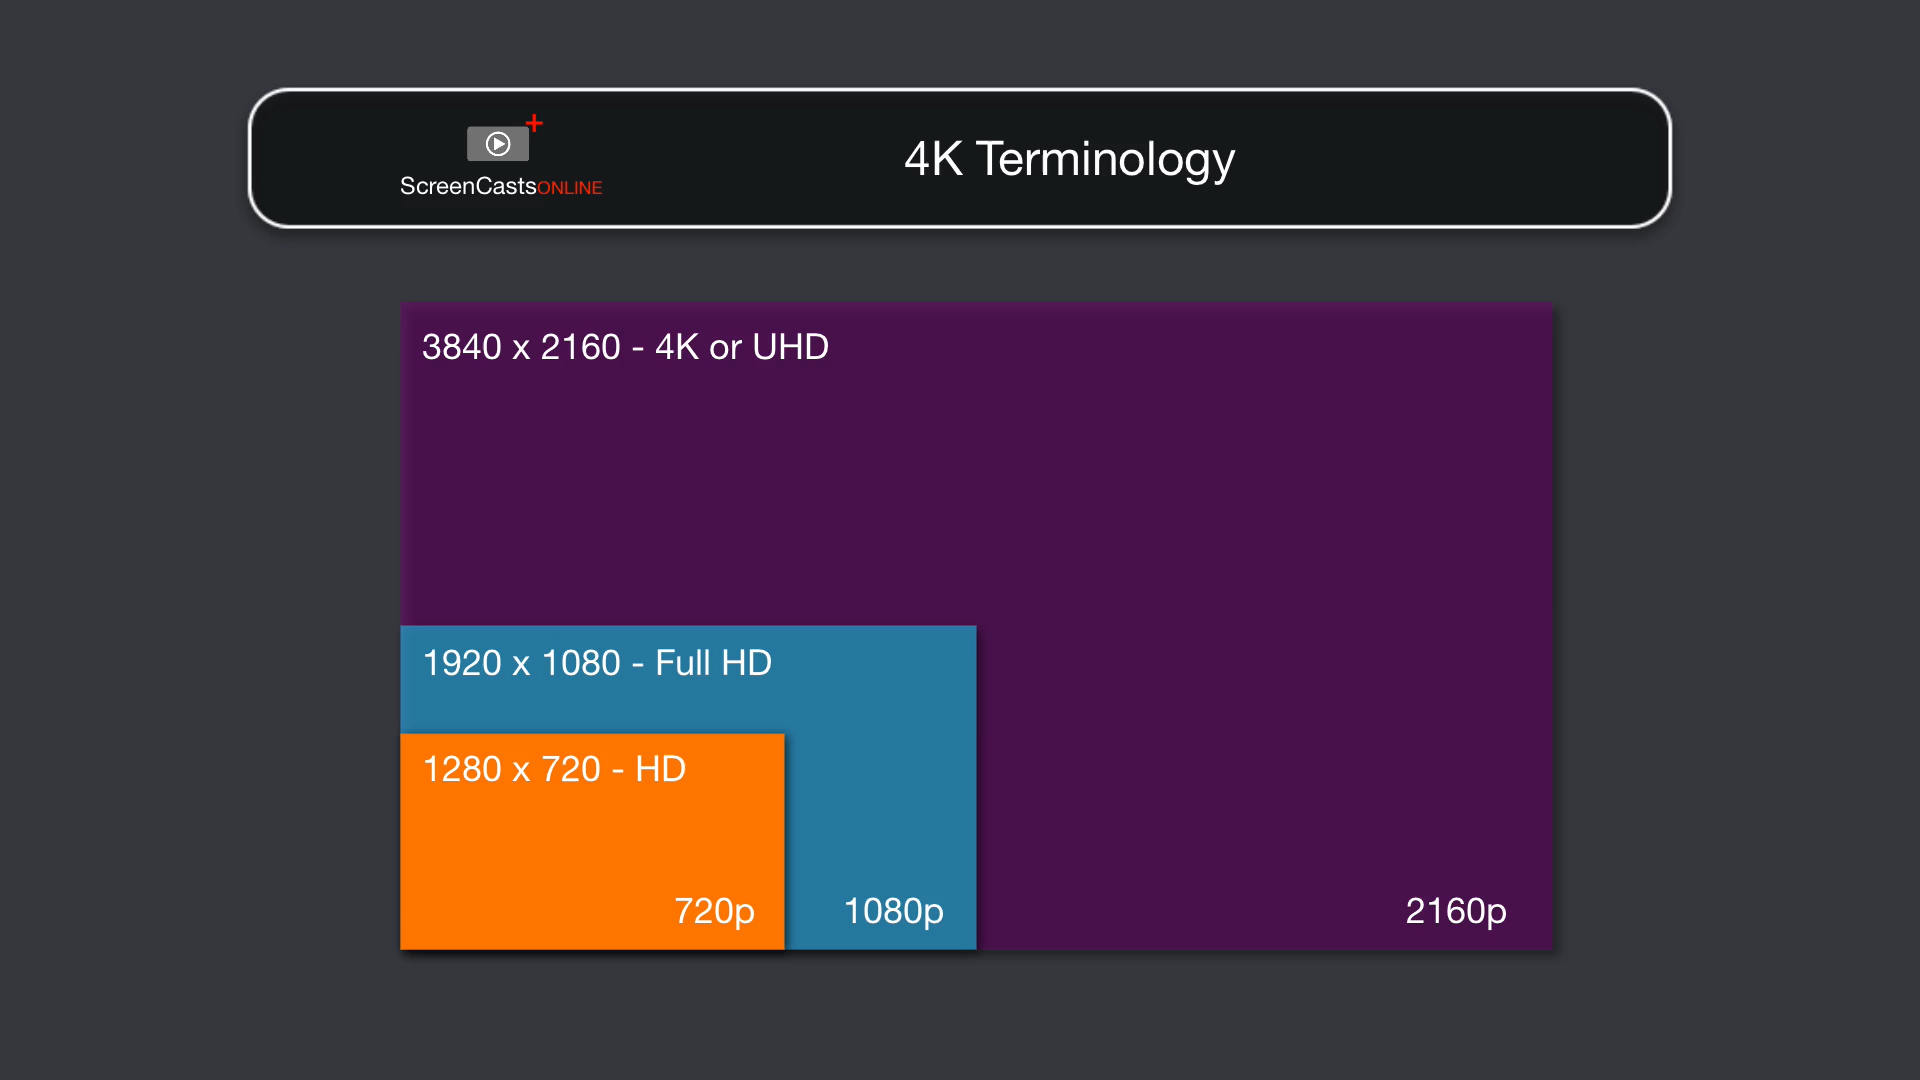 ScreenCastsONLINE
4K Terminology
3840 x 2160 - 4K or UHD
1920 x 1080 - Full HD
1280 x 720 - HD
720p
1080p
2160p